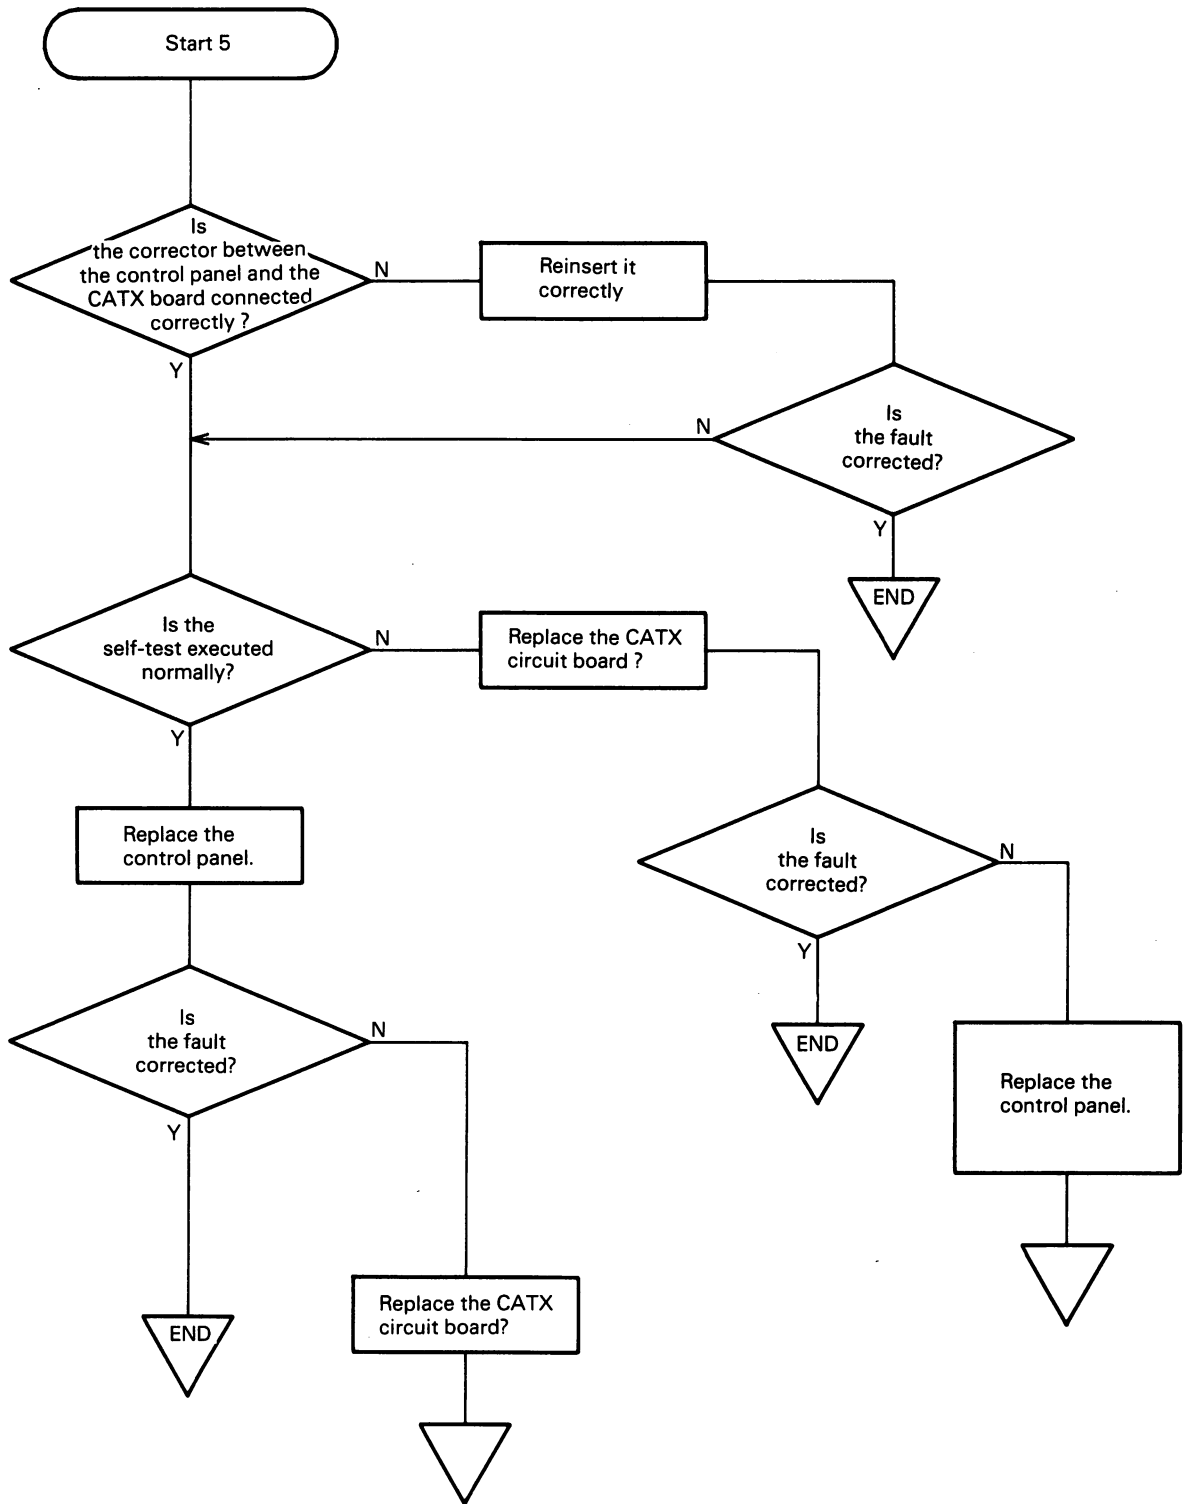 Start 5
Is
the corrector between
the control panel and the
CATX board connected
correctly ?
N
Reinsert it
correctly
Y
N
Is
the fault
corrected?
Y
END
Is the
self-test executed
normally?
N
Replace the CATX
circuit board ?
Y
Replace the
control panel.
Is
the fault
corrected?
N
Y
END
Is
the fault
corrected?
N
Replace the
control panel.
Y
END
Replace the CATX
circuit board?